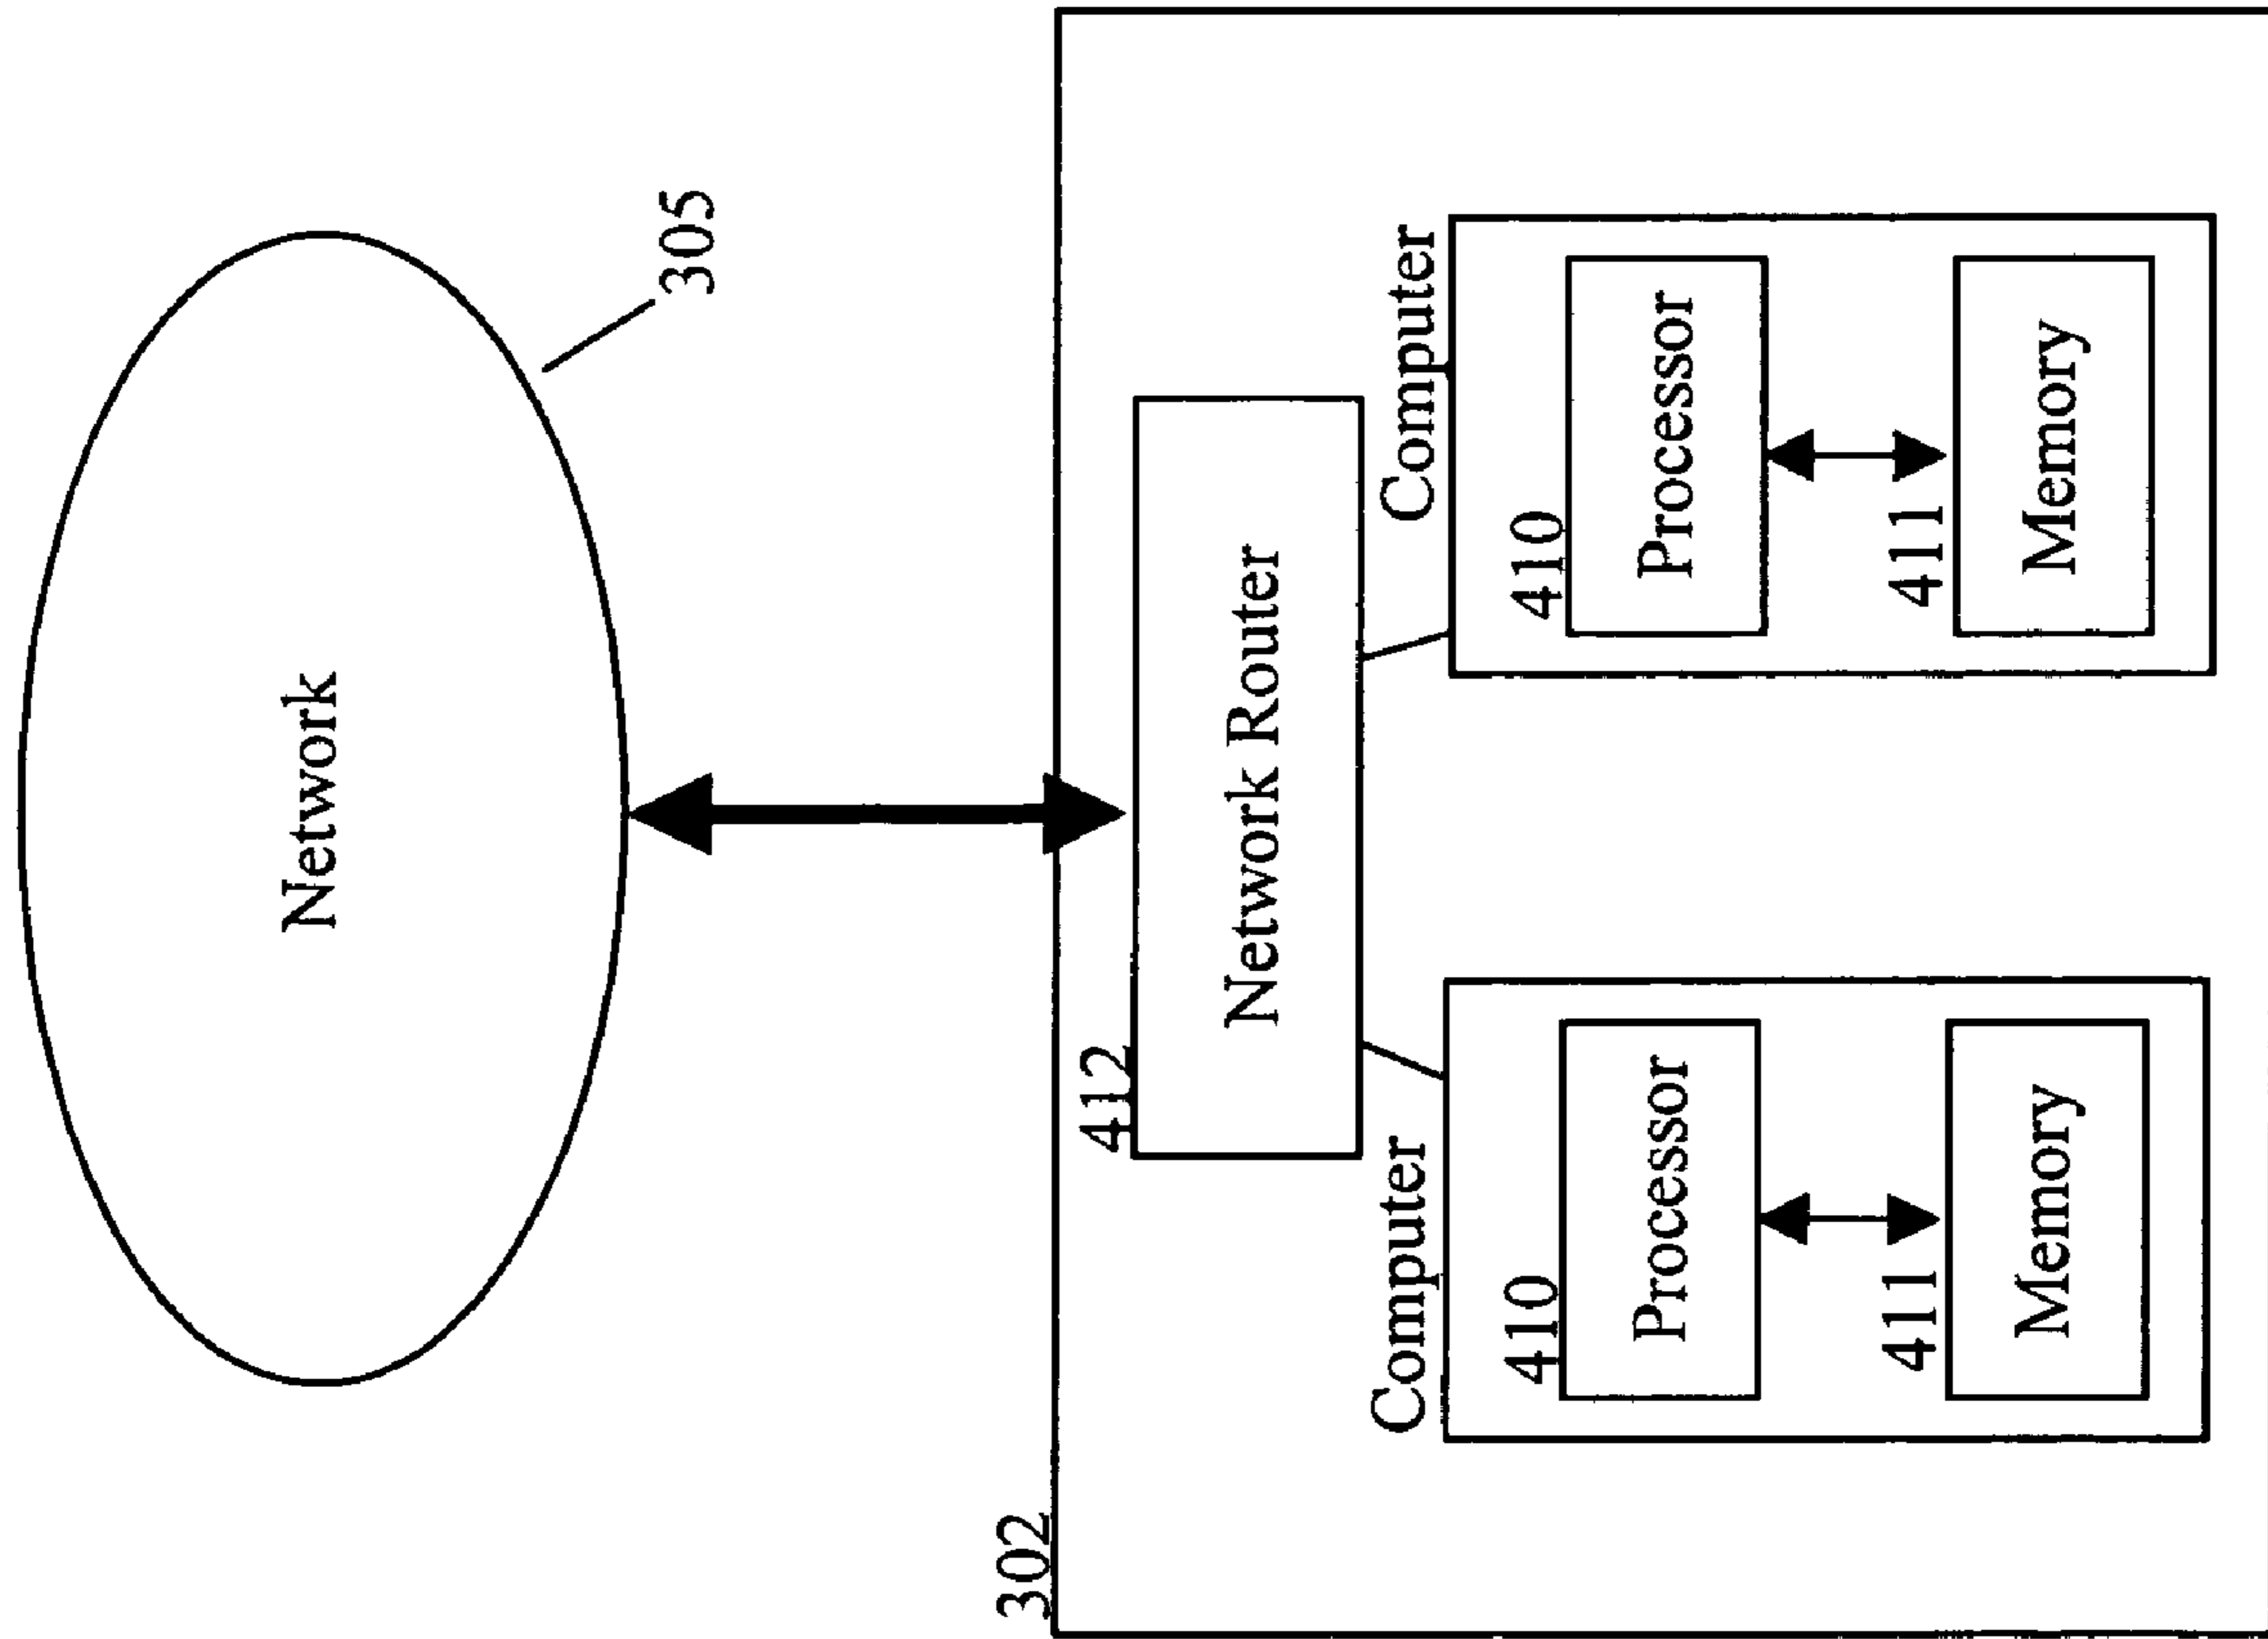 Network
305
302
412
Network Router
Computer
Computer
410
410
Processor
Processor
411
411
Memory
Memory